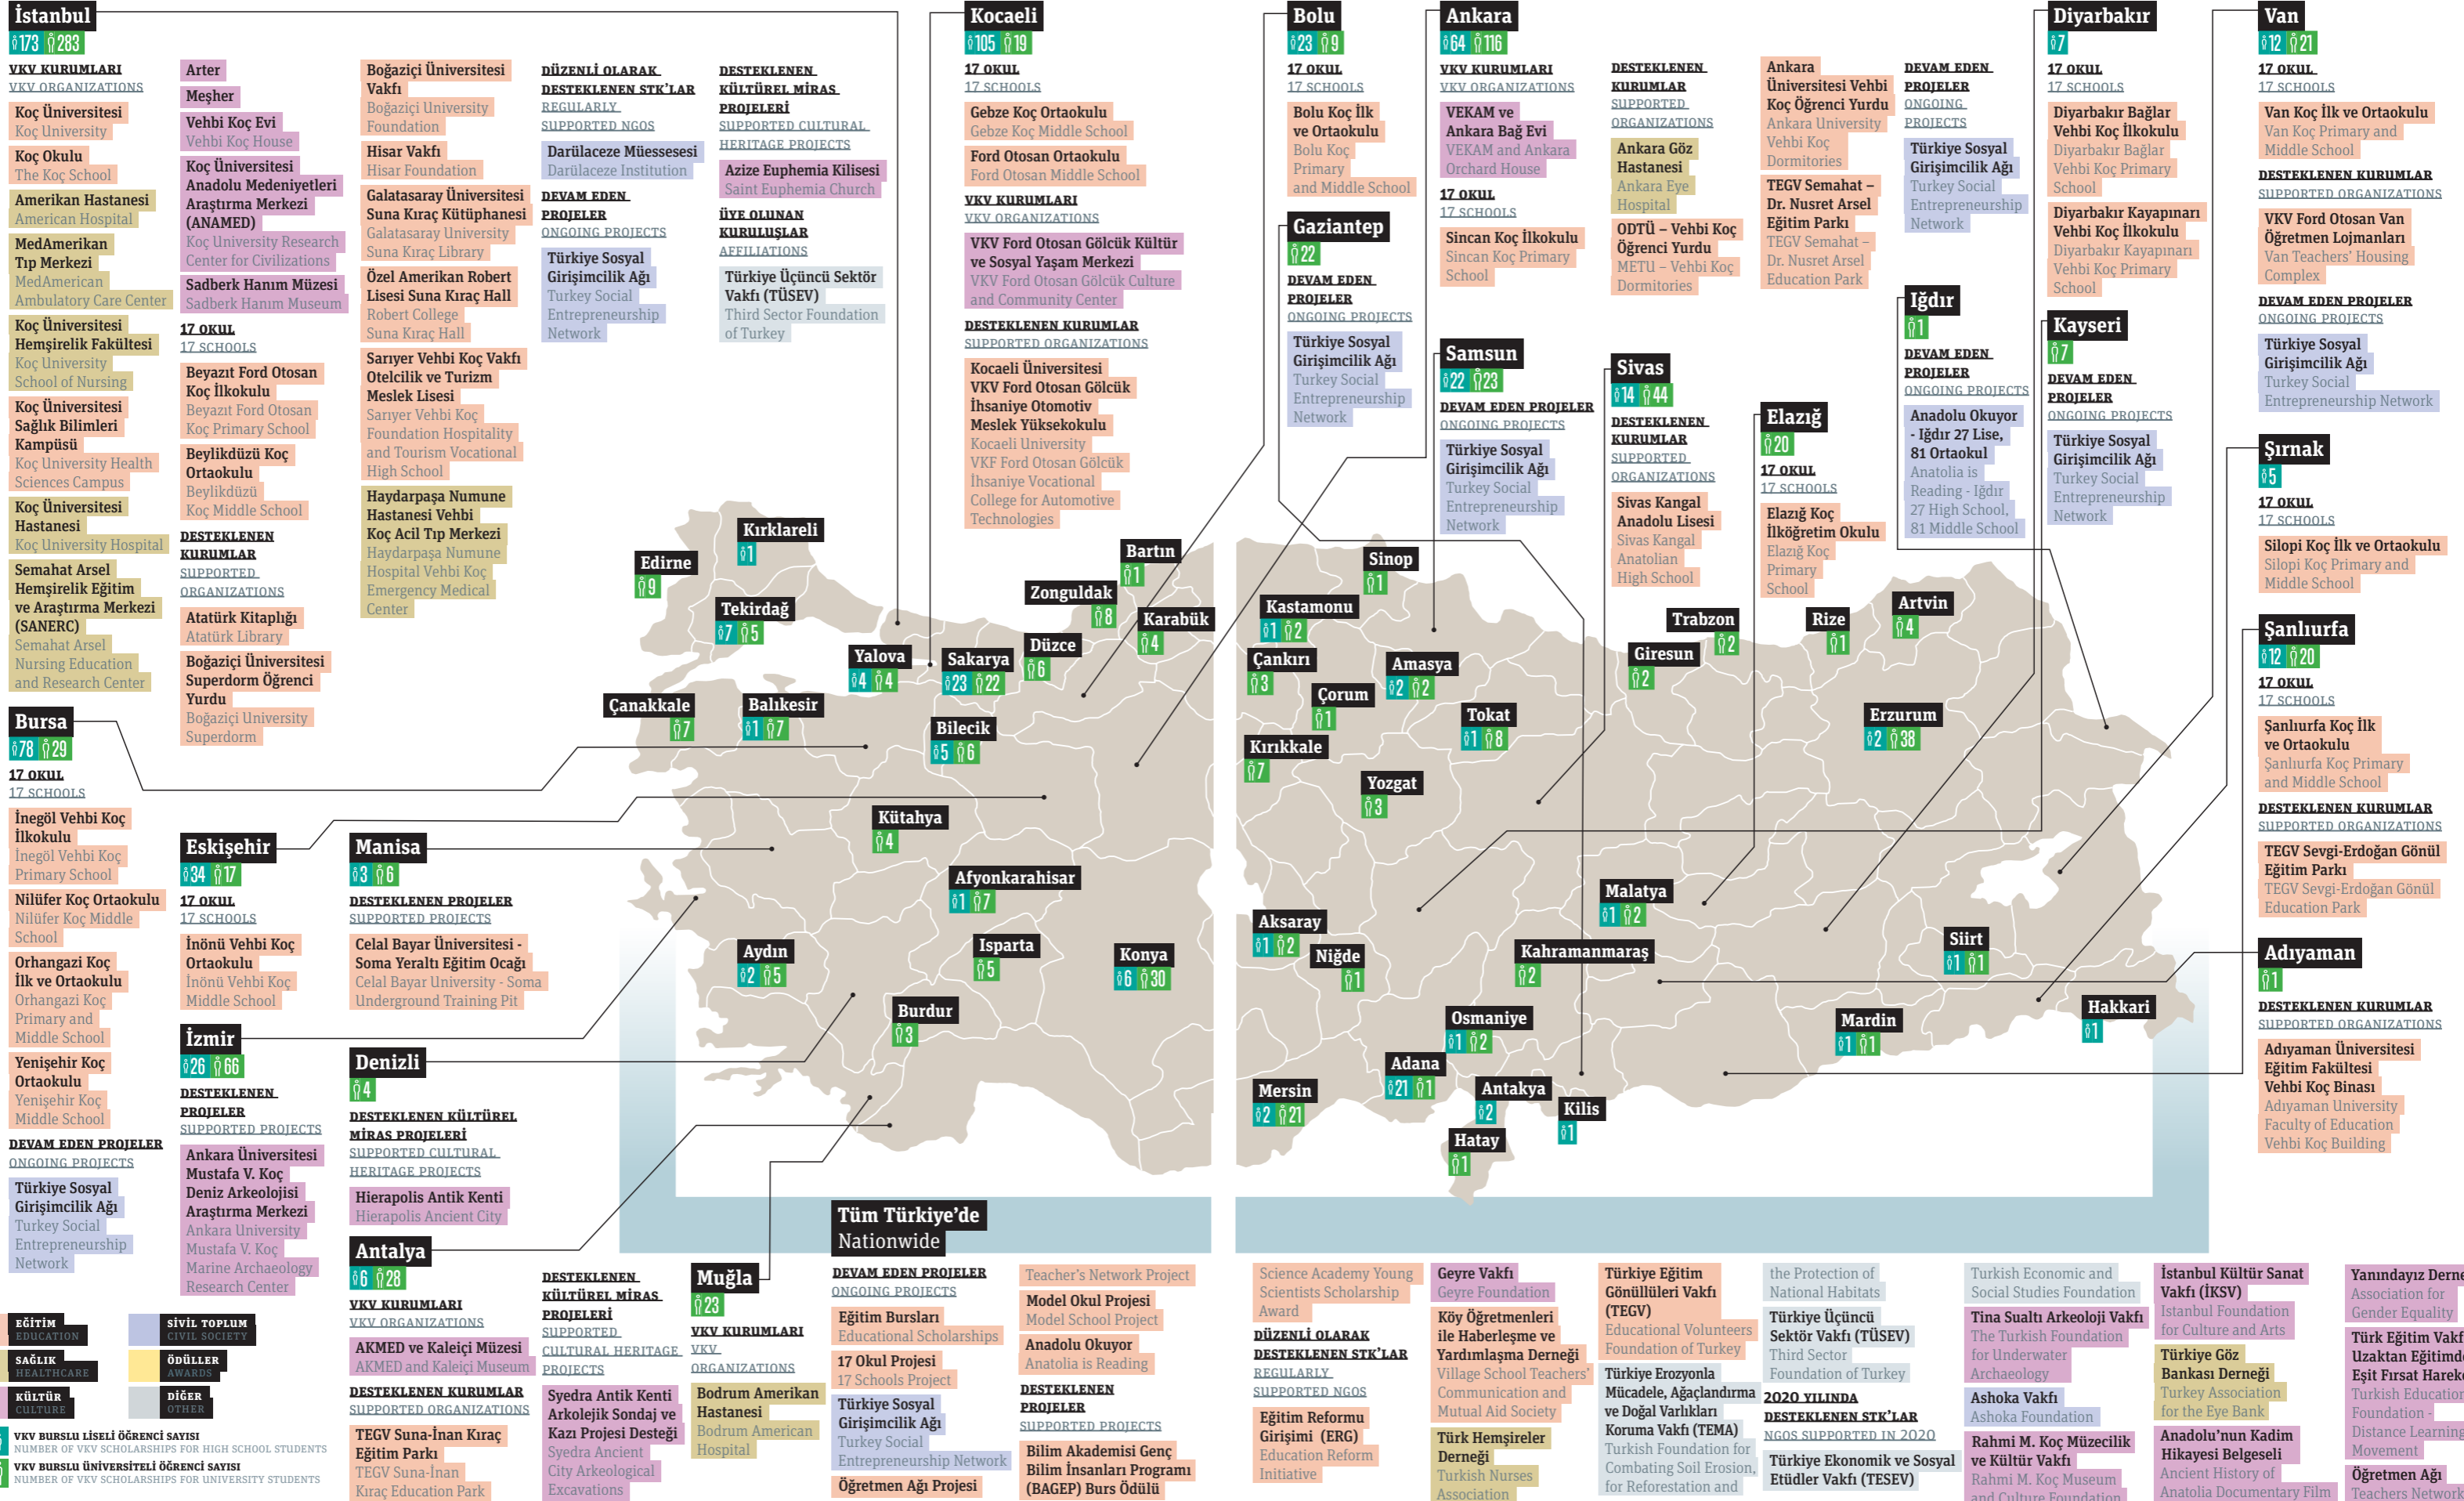 İstanbul
173 283
VKV KURUMLARI
VKV ORGANIZATIONS
Koç Üniversitesi
Koç University
Koç Okulu
The Koç School
Amerikan Hastanesi
American Hospital
MedAmerikan
Tıp Merkezi
MedAmerican
Ambulatory Care Center
Koç Üniversitesi
Hemşirelik Fakültesi
Koç University
School of Nursing
Koç Üniversitesi
Sağlık Bilimleri
Kampüsü
Koç University Health
Sciences Campus
Koç Üniversitesi
Hastanesi
Koç University Hospital
Semahat Arsel
Hemşirelik Eğitim
ve Araştırma Merkezi
(SANERC)
Semahat Arsel
Nursing Education
and Research Center
Arter
Meşher
Vehbi Koç Evi
Vehbi Koç House
Koç Üniversitesi
Anadolu Medeniyetleri
Araştırma Merkezi
(ANAMED)
Koç University Research
Center for Civilizations
Sadberk Hanım Müzesi
Sadberk Hanım Museum
17 OKUL
17 SCHOOLS
Beyazıt Ford Otosan
Koç İlkokulu
Beyazıt Ford Otosan
Koç Primary School
Beylikdüzü Koç
Ortaokulu
Beylikdüzü
Koç Middle School
DESTEKLENEN
KURUMLAR
SUPPORTED
ORGANIZATIONS
Atatürk Kitaplığı
Atatürk Library
Boğaziçi Üniversitesi
Superdorm Öğrenci
Yurdu
Boğaziçi University
Superdorm
Boğaziçi Üniversitesi
Vakfı
Boğaziçi University
Foundation
Hisar Vakfı
Hisar Foundation
Galatasaray Üniversitesi
Suna Kıraç Kütüphanesi
Galatasaray University
Suna Kıraç Library
Özel Amerikan Robert
Lisesi Suna Kıraç Hall
Robert College
Suna Kıraç Hall
Sarıyer Vehbi Koç Vakfı
Otelcilik ve Turizm
Meslek Lisesi
Sarıyer Vehbi Koç
Foundation Hospitality
and Tourism Vocational
High School
Haydarpaşa Numune
Hastanesi Vehbi
Koç Acil Tıp Merkezi
Haydarpaşa Numune
Hospital Vehbi Koç
Emergency Medical
Center
DÜZENLİ OLARAK
DESTEKLENEN STK'LAR
REGULARLY
SUPPORTED NGOS
Darülaceze Müessesesi
Darülaceze Institution
DEVAM EDEN
PROJELER
ONGOING PROJECTS
Türkiye Sosyal
Girişimcilik Ağı
Turkey Social
Entrepreneurship
Network
DESTEKLENEN
KÜLTÜREL MİRAS
PROJELERİ
SUPPORTED CULTURAL
HERITAGE PROJECTS
Azize Euphemia Kilisesi
Saint Euphemia Church
ÜYE OLUNAN
KURULUŞLAR
AFFILIATIONS
Türkiye Üçüncü Sektör
Vakfı (TÜSEV)
Third Sector Foundation
of Turkey
Kocaeli
105 19
17 OKUL
17 SCHOOLS
Gebze Koç Ortaokulu
Gebze Koç Middle School
Ford Otosan Ortaokulu
Ford Otosan Middle School
VKV KURUMLARI
VKV ORGANIZATIONS
VKV Ford Otosan Gölcük Kültür
ve Sosyal Yaşam Merkezi
VKV Ford Otosan Gölcük Culture
and Community Center
DESTEKLENEN KURUMLAR
SUPPORTED ORGANIZATIONS
Kocaeli Üniversitesi
VKV Ford Otosan Gölcük
İhsaniye Otomotiv
Meslek Yüksekokulu
Kocaeli University
VKF Ford Otosan Gölcük
İhsaniye Vocational
College for Automotive
Technologies
Bolu
23 9
17 OKUL
17 SCHOOLS
Bolu Koç İlk
ve Ortaokulu
Bolu Koç
Primary
and Middle School
Gaziantep
22
DEVAM EDEN
PROJELER
ONGOING PROJECTS
Türkiye Sosyal
Girişimcilik Ağı
Turkey Social
Entrepreneurship
Network
Ankara
64 116
VKV KURUMLARI
VKV ORGANIZATIONS
VEKAM ve
Ankara Bağ Evi
VEKAM and Ankara
Orchard House
17 OKUL
17 SCHOOLS
Sincan Koç İlkokulu
Sincan Koç Primary
School
DESTEKLENEN
KURUMLAR
SUPPORTED
ORGANIZATIONS
Ankara Göz
Hastanesi
Ankara Eye
Hospital
ODTÜ – Vehbi Koç
Öğrenci Yurdu
METU – Vehbi Koç
Dormitories
Ankara
Üniversitesi Vehbi
Koç Öğrenci Yurdu
Ankara University
Vehbi Koç
Dormitories
TEGV Semahat –
Dr. Nusret Arsel
Eğitim Parkı
TEGV Semahat –
Dr. Nusret Arsel
Education Park
DEVAM EDEN
PROJELER
ONGOING
PROJECTS
Türkiye Sosyal
Girişimcilik Ağı
Turkey Social
Entrepreneurship
Network
Samsun
22 23
DEVAM EDEN PROJELER
ONGOING PROJECTS
Türkiye Sosyal
Girişimcilik Ağı
Turkey Social
Entrepreneurship
Network
Sivas
14 44
DESTEKLENEN
KURUMLAR
SUPPORTED
ORGANIZATIONS
Sivas Kangal
Anadolu Lisesi
Sivas Kangal
Anatolian
High School
Elazığ
20
17 OKUL
17 SCHOOLS
Elazığ Koç
İlköğretim Okulu
Elazığ Koç
Primary
School
Iğdır
1
DEVAM EDEN
PROJELER
ONGOING PROJECTS
Anadolu Okuyor
- Iğdır 27 Lise,
81 Ortaokul
Anatolia is
Reading - Iğdır
27 High School,
81 Middle School
Diyarbakır
7
17 OKUL
17 SCHOOLS
Diyarbakır Bağlar
Vehbi Koç İlkokulu
Diyarbakır Bağlar
Vehbi Koç Primary
School
Diyarbakır Kayapınarı
Vehbi Koç İlkokulu
Diyarbakır Kayapınarı
Vehbi Koç Primary
School
Kayseri
7
DEVAM EDEN
PROJELER
ONGOING PROJECTS
Türkiye Sosyal
Girişimcilik Ağı
Turkey Social
Entrepreneurship
Network
Van
12 21
17 OKUL
17 SCHOOLS
Van Koç İlk ve Ortaokulu
Van Koç Primary and
Middle School
DESTEKLENEN KURUMLAR
SUPPORTED ORGANIZATIONS
VKV Ford Otosan Van
Öğretmen Lojmanları
Van Teachers' Housing
Complex
DEVAM EDEN PROJELER
ONGOING PROJECTS
Türkiye Sosyal
Girişimcilik Ağı
Turkey Social
Entrepreneurship Network
Şırnak
5
17 OKUL
17 SCHOOLS
Silopi Koç İlk ve Ortaokulu
Silopi Koç Primary and
Middle School
Şanlıurfa
12 20
17 OKUL
17 SCHOOLS
Şanlıurfa Koç İlk
ve Ortaokulu
Şanlıurfa Koç Primary
and Middle School
DESTEKLENEN KURUMLAR
SUPPORTED ORGANIZATIONS
TEGV Sevgi-Erdoğan Gönül
Eğitim Parkı
TEGV Sevgi-Erdoğan Gönül
Education Park
Adıyaman
1
DESTEKLENEN KURUMLAR
SUPPORTED ORGANIZATIONS
Adıyaman Üniversitesi
Eğitim Fakültesi
Vehbi Koç Binası
Adıyaman University
Faculty of Education
Vehbi Koç Building
Kırklareli
1
Edirne
9
Tekirdağ
7 5
Bartın
1
Zonguldak
8
Karabük
4
Düzce
6
Yalova
4 4
Sakarya
23 22
Çanakkale
7
Balıkesir
1 7
Bilecik
5 6
Kütahya
4
Afyonkarahisar
1 7
Aydın
2 5
Isparta
5
Konya
6 30
Burdur
3
Sinop
1
Kastamonu
1 2
Çankırı
3
Amasya
2 2
Çorum
1
Tokat
1 8
Kırıkkale
7
Yozgat
3
Trabzon
2
Giresun
2
Rize
1
Artvin
4
Erzurum
2 38
Malatya
1 2
Aksaray
1 2
Niğde
1
Kahramanmaraş
2
Siirt
1 1
Osmaniye
1 2
Mardin
1 1
Hakkari
1
Adana
21 1
Mersin
2 21
Antakya
2
Kilis
1
Hatay
1
Bursa
78 29
17 OKUL
17 SCHOOLS
İnegöl Vehbi Koç
İlkokulu
İnegöl Vehbi Koç
Primary School
Nilüfer Koç Ortaokulu
Nilüfer Koç Middle
School
Orhangazi Koç
İlk ve Ortaokulu
Orhangazi Koç
Primary and
Middle School
Yenişehir Koç
Ortaokulu
Yenişehir Koç
Middle School
DEVAM EDEN PROJELER
ONGOING PROJECTS
Türkiye Sosyal
Girişimcilik Ağı
Turkey Social
Entrepreneurship
Network
Eskişehir
34 17
17 OKUL
17 SCHOOLS
İnönü Vehbi Koç
Ortaokulu
İnönü Vehbi Koç
Middle School
İzmir
26 66
DESTEKLENEN
PROJELER
SUPPORTED PROJECTS
Ankara Üniversitesi
Mustafa V. Koç
Deniz Arkeolojisi
Araştırma Merkezi
Ankara University
Mustafa V. Koç
Marine Archaeology
Research Center
Manisa
3 6
DESTEKLENEN PROJELER
SUPPORTED PROJECTS
Celal Bayar Üniversitesi -
Soma Yeraltı Eğitim Ocağı
Celal Bayar University - Soma
Underground Training Pit
Denizli
4
DESTEKLENEN KÜLTÜREL
MİRAS PROJELERİ
SUPPORTED CULTURAL
HERITAGE PROJECTS
Hierapolis Antik Kenti
Hierapolis Ancient City
Antalya
6 28
VKV KURUMLARI
VKV ORGANIZATIONS
AKMED ve Kaleiçi Müzesi
AKMED and Kaleiçi Museum
DESTEKLENEN KURUMLAR
SUPPORTED ORGANIZATIONS
TEGV Suna-İnan Kıraç
Eğitim Parkı
TEGV Suna-İnan
Kıraç Education Park
DESTEKLENEN
KÜLTÜREL MİRAS
PROJELERİ
SUPPORTED
CULTURAL HERITAGE
PROJECTS
Syedra Antik Kenti
Arkolejik Sondaj ve
Kazı Projesi Desteği
Syedra Ancient
City Arkeological
Excavations
Muğla
23
VKV KURUMLARI
VKV
ORGANIZATIONS
Bodrum Amerikan
Hastanesi
Bodrum American
Hospital
Tüm Türkiye'de
Nationwide
DEVAM EDEN PROJELER
ONGOING PROJECTS
Eğitim Bursları
Educational Scholarships
17 Okul Projesi
17 Schools Project
Türkiye Sosyal
Girişimcilik Ağı
Turkey Social
Entrepreneurship Network
Öğretmen Ağı Projesi
Teacher's Network Project
Model Okul Projesi
Model School Project
Anadolu Okuyor
Anatolia is Reading
DESTEKLENEN
PROJELER
SUPPORTED PROJECTS
Bilim Akademisi Genç
Bilim İnsanları Programı
(BAGEP) Burs Ödülü
Science Academy Young
Scientists Scholarship
Award
DÜZENLİ OLARAK
DESTEKLENEN STK'LAR
REGULARLY
SUPPORTED NGOS
Eğitim Reformu
Girişimi (ERG)
Education Reform
Initiative
Geyre Vakfı
Geyre Foundation
Köy Öğretmenleri
ile Haberleşme ve
Yardımlaşma Derneği
Village School Teachers'
Communication and
Mutual Aid Society
Türk Hemşireler
Derneği
Turkish Nurses
Association
Türkiye Eğitim
Gönüllüleri Vakfı
(TEGV)
Educational Volunteers
Foundation of Turkey
Türkiye Erozyonla
Mücadele, Ağaçlandırma
ve Doğal Varlıkları
Koruma Vakfı (TEMA)
Turkish Foundation for
Combating Soil Erosion,
for Reforestation and
the Protection of
National Habitats
Türkiye Üçüncü
Sektör Vakfı (TÜSEV)
Third Sector
Foundation of Turkey
2020 YILINDA
DESTEKLENEN STK'LAR
NGOS SUPPORTED IN 2020
Türkiye Ekonomik ve Sosyal
Etüdler Vakfı (TESEV)
Turkish Economic and
Social Studies Foundation
Tina Sualtı Arkeoloji Vakfı
The Turkish Foundation
for Underwater
Archaeology
Ashoka Vakfı
Ashoka Foundation
Rahmi M. Koç Müzecilik
ve Kültür Vakfı
Rahmi M. Koç Museum
and Culture Foundation
İstanbul Kültür Sanat
Vakfı (İKSV)
Istanbul Foundation
for Culture and Arts
Türkiye Göz
Bankası Derneği
Turkey Association
for the Eye Bank
Anadolu'nun Kadim
Hikayesi Belgeseli
Ancient History of
Anatolia Documentary Film
Yanındayız Derne
Association for
Gender Equality
Türk Eğitim Vakf
Uzaktan Eğitimde
Eşit Fırsat Hareke
Turkish Education
Foundation -
Distance Learning
Movement
Öğretmen Ağı
Teachers Network
EĞİTİM
EDUCATION
SAĞLIK
HEALTHCARE
KÜLTÜR
CULTURE
SİVİL TOPLUM
CIVIL SOCIETY
ÖDÜLLER
AWARDS
DİĞER
OTHER
VKV BURSLU LİSELİ ÖĞRENCİ SAYISI
NUMBER OF VKV SCHOLARSHIPS FOR HIGH SCHOOL STUDENTS
VKV BURSLU ÜNİVERSİTELİ ÖĞRENCİ SAYISI
NUMBER OF VKV SCHOLARSHIPS FOR UNIVERSITY STUDENTS